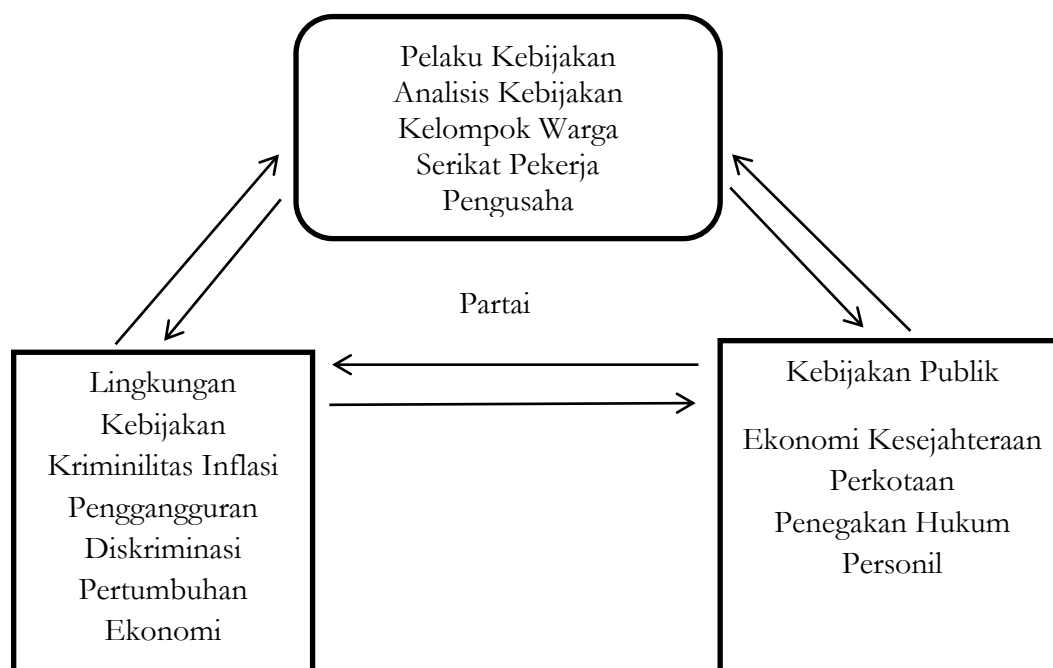 Pelaku Kebijakan
Analisis Kebijakan
Kelompok Warga
Serikat Pekerja
Pengusaha
Partai
Lingkungan
Kebijakan
Kriminilitas Inflasi
Penggangguran
Diskriminasi
Pertumbuhan
Ekonomi
Kebijakan Publik
Ekonomi Kesejahteraan
Perkotaan
Penegakan Hukum
Personil